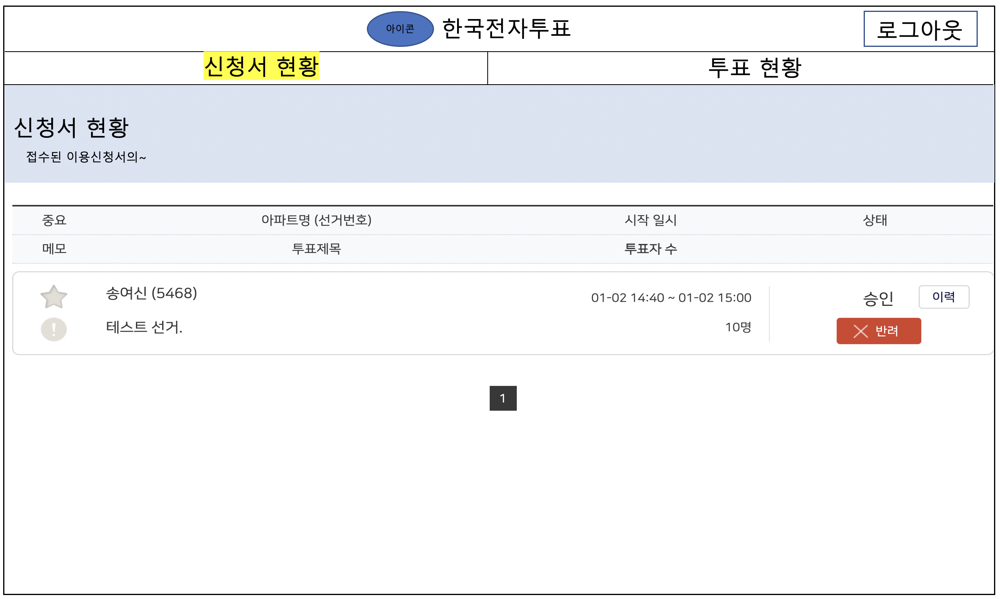 아이콘 한국전자투표 로그아웃
신청서 현황 투표 현황
신청서 현황
접수된 이용신청서의~
중요 아파트명 (선거번호) 시작 일시 상태
메모 투표제목 투표자 수
송여신 (5468) 01-02 14:40 ~ 01-02 15:00 승인 이력
테스트 선거. 10명 반려
1